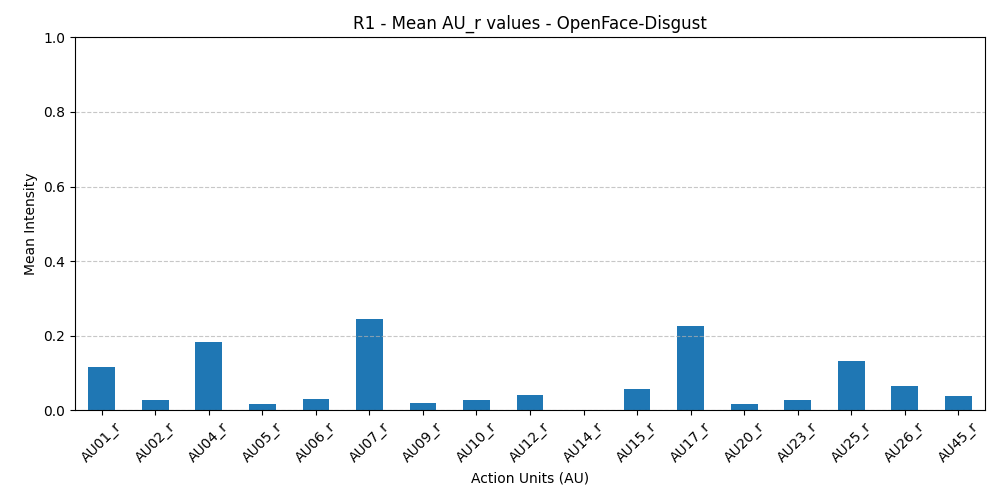 R1 - Mean AU_r values - OpenFace-Disgust
Mean Intensity
1.0
0.8
0.6
0.4
0.2
0.0
AU01_r AU02_r AU04_r AU05_r AU06_r AU07_r AU09_r AU10_r AU12_r AU14_r AU15_r AU17_r AU20_r AU23_r AU25_r AU26_r AU45_r
Action Units (AU)